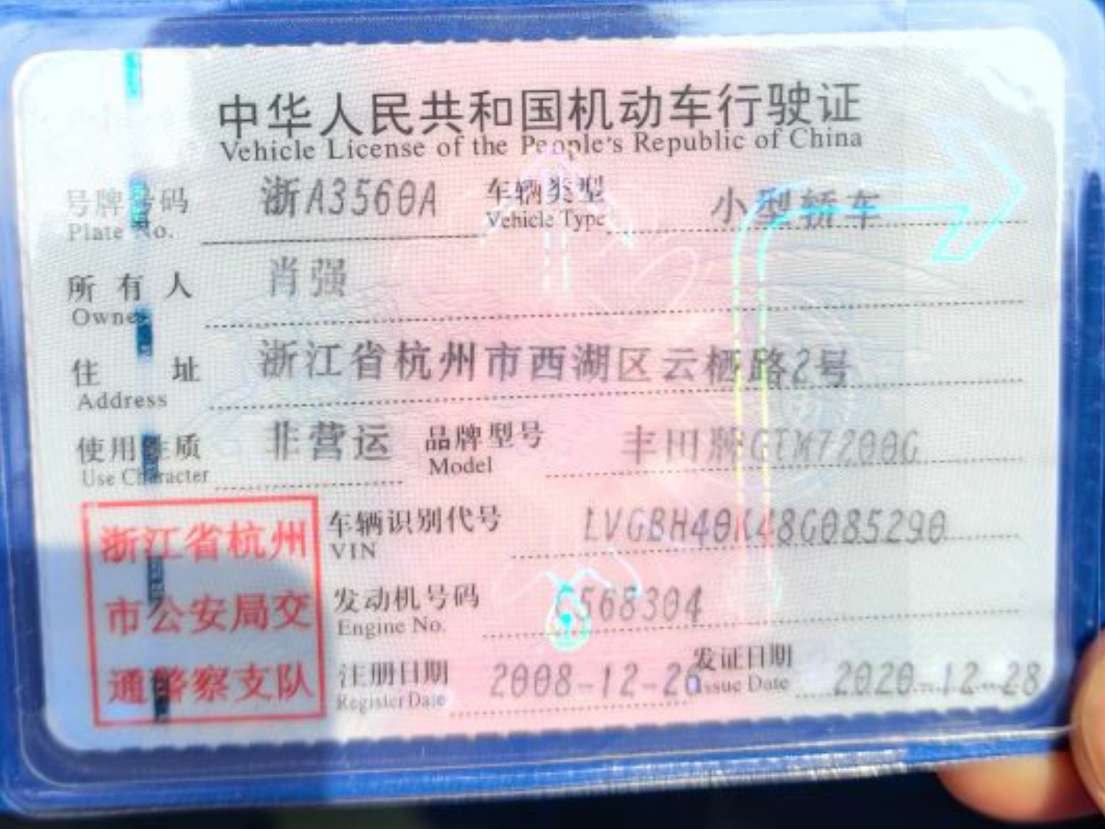 中华人民共和国机动车行驶证
Vehicle License of the People's Republic of China
号牌号码 浙A3560A 车辆类型 小型轿车
Plate No. Vehicle Type
所有人 肖强
Owner
住址 浙江省杭州市西湖区云栖路2号
Address
使用性质 非营运 品牌型号 丰田牌GTM7200G
Use Character Model
浙江省杭州
市公安局交
通警察支队
车辆识别代号 LVGBH40K48G085290
VIN
发动机号码
Engine No.
注册日期 2008-12-26 发证日期 2020-12-28
Register Date Issue Date